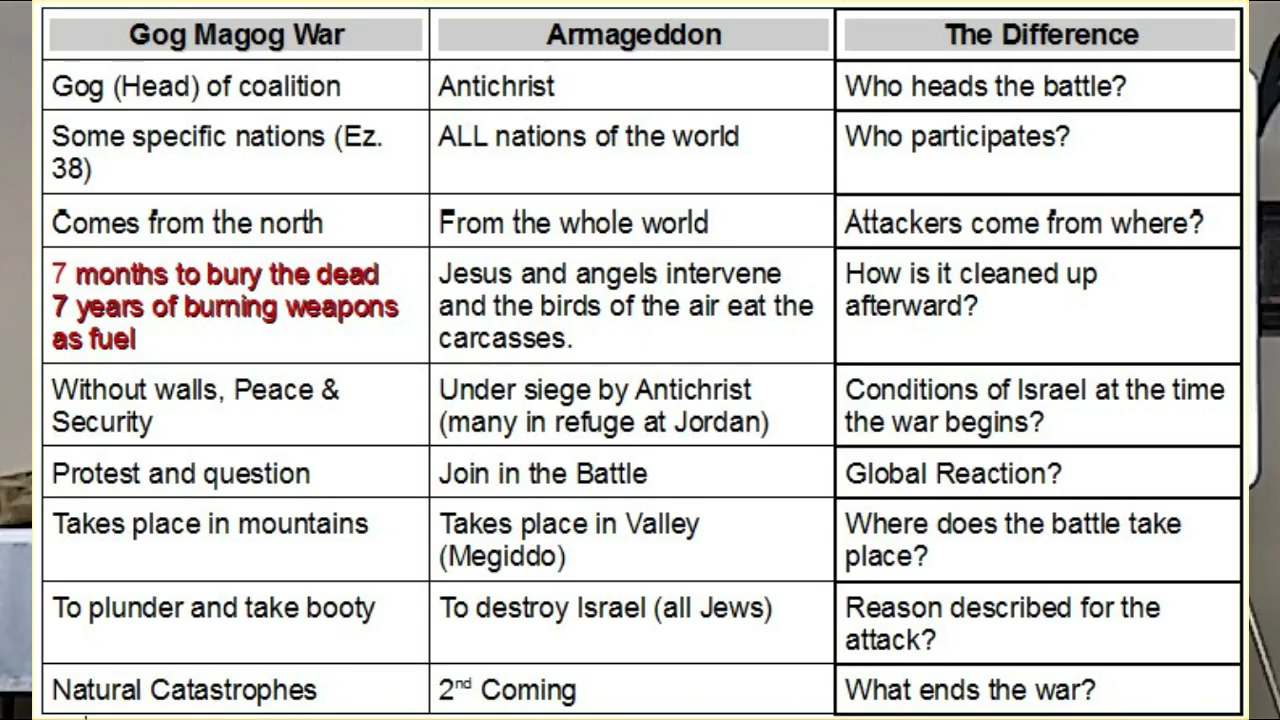 Gog Magog War
Armageddon
The Difference
Gog (Head) of coalition
Antichrist
Who heads the battle?
Some specific nations (Ez.
38)
ALL nations of the world
Who participates?
Comes from the north
From the whole world
Attackers come from where?
7 months to bury the dead
7 years of burning weapons
as fuel
Jesus and angels intervene
and the birds of the air eat the
carcasses.
How is it cleaned up
afterward?
Without walls, Peace &
Security
Under siege by Antichrist
(many in refuge at Jordan)
Conditions of Israel at the time
the war begins?
Protest and question
Join in the Battle
Global Reaction?
Takes place in mountains
Takes place in Valley
(Megiddo)
Where does the battle take
place?
To plunder and take booty
To destroy Israel (all Jews)
Reason described for the
attack?
Natural Catastrophes
2nd Coming
What ends the war?